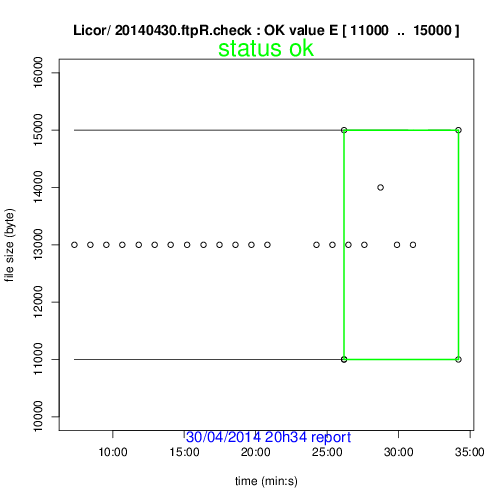 Licor/ 20140430.ftpR.check : OK value E [ 11000 .. 15000 ]
status ok
16000
15000
14000
13000
12000
11000
10000
file size (byte)
30/04/2014 20h34 report
10:00 15:00 20:00 25:00 30:00 35:00
time (min:s)